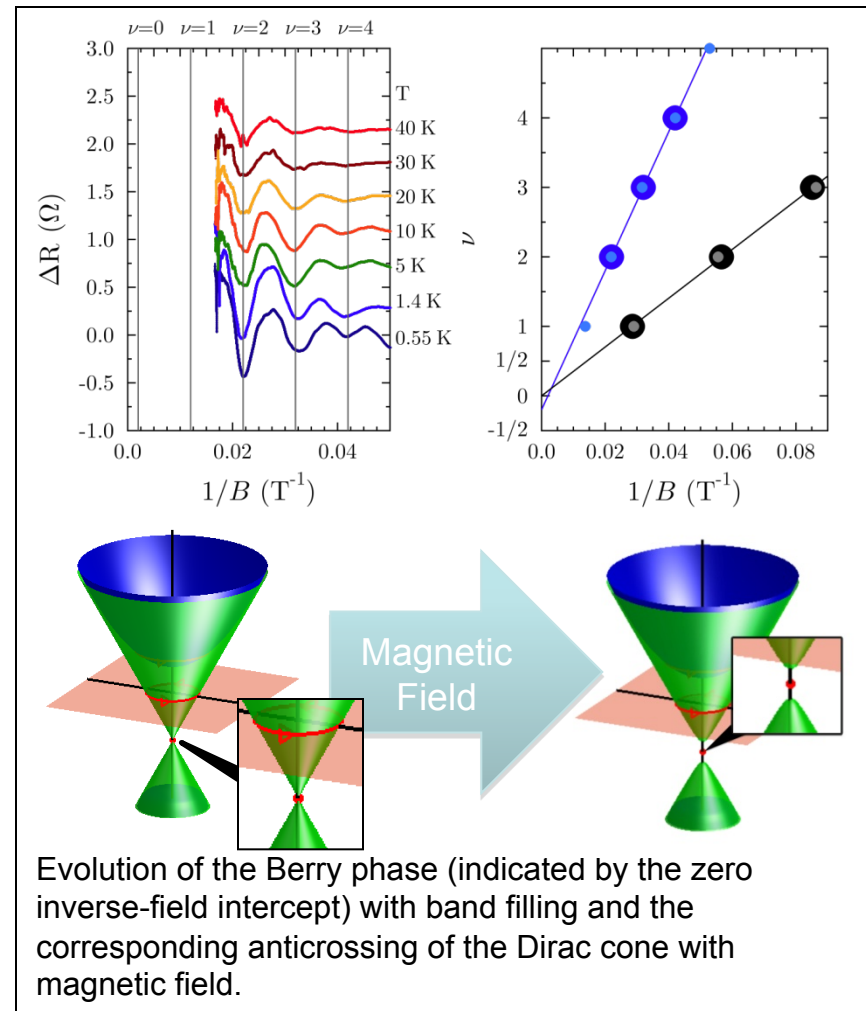 ν=0 ν=1 ν=2 ν=3 ν=4
3.0
2.5
2.0
1.5
1.0
0.5
0.0
-0.5
-1.0
ΔR (Ω)
T
40 K
30 K
20 K
10 K
5 K
1.4 K
0.55 K
0.0 0.02 0.04
1/B (T⁻¹)
ν
4
3
2
1
1/2
0
-1/2
0.0 0.02 0.04 0.06 0.08
1/B (T⁻¹)
Magnetic
Field
Evolution of the Berry phase (indicated by the zero
inverse-field intercept) with band filling and the
corresponding anticrossing of the Dirac cone with
magnetic field.